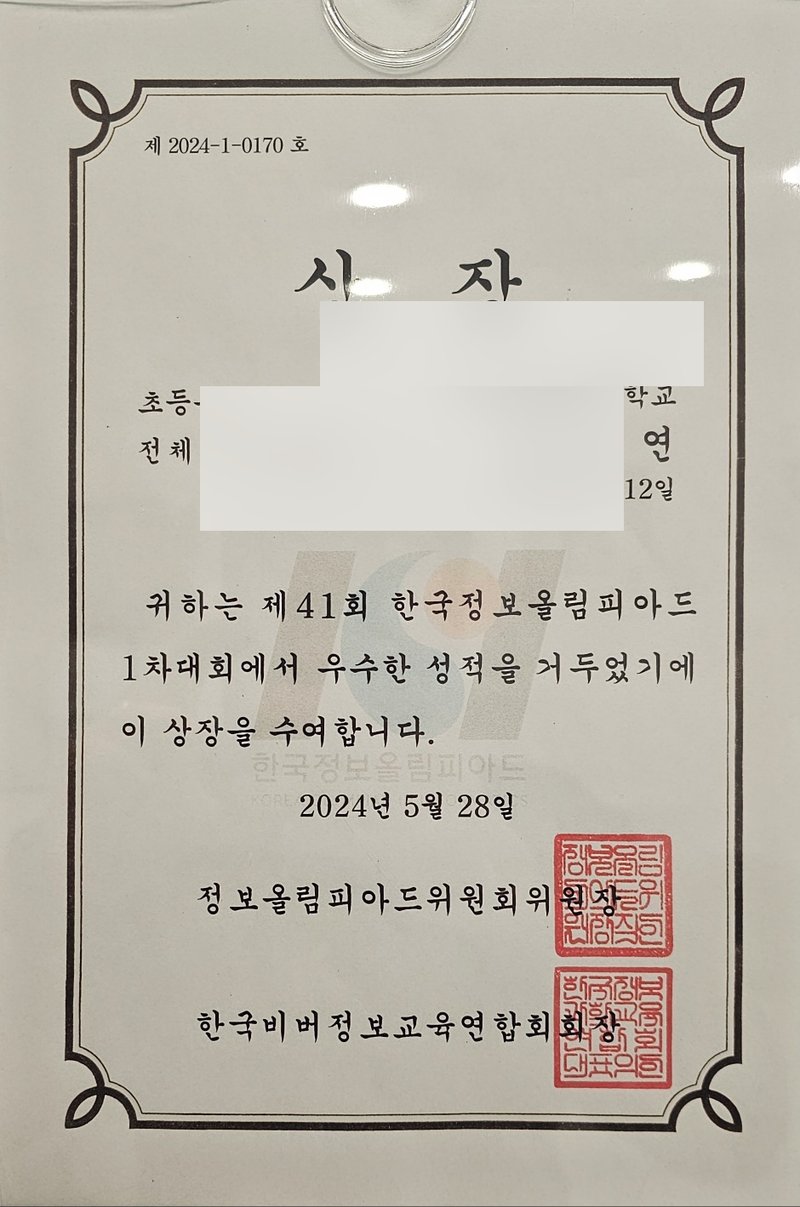 제 2024-1-0170 호
상 장
초등 학교
전체 연
12일
귀하는 제41회 한국정보올림피아드
1차대회에서 우수한 성적을 거두었기에
이 상장을 수여합니다.
한국정보올림피아드
2024년 5월 28일
정보올림피아드위원회위원장
한국비버정보교육연합회회장